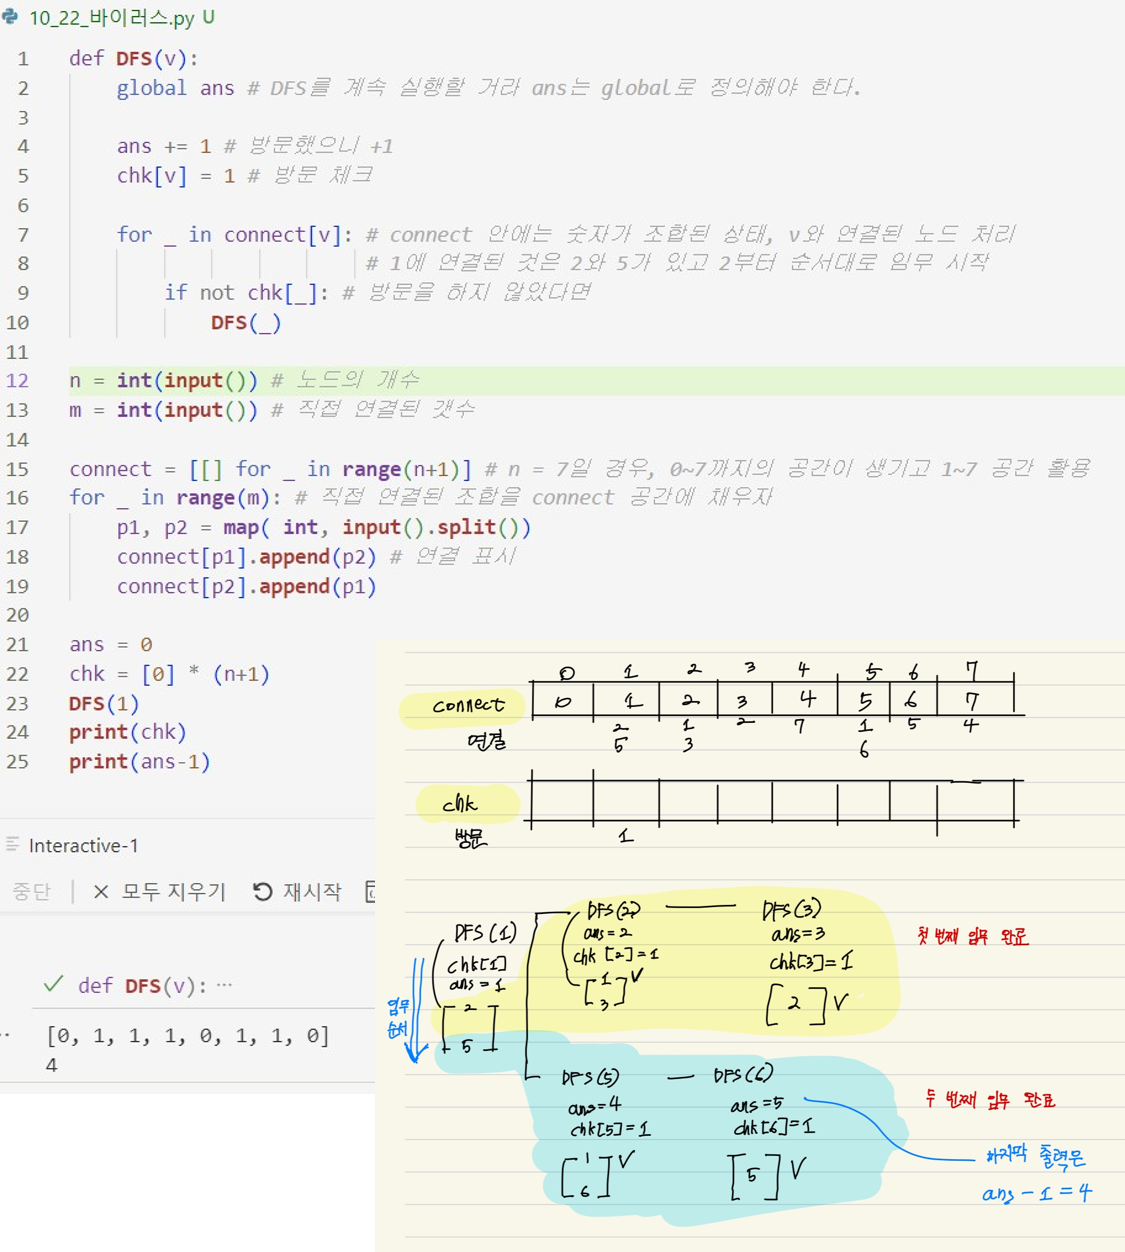 10_22_바이러스.py U
1 def DFS(v):
2 global ans # DFS를 계속 실행할 거라 ans는 global로 정의해야 한다.
3
4 ans += 1 # 방문했으니 +1
5 chk[v] = 1 # 방문 체크
6
7 for _ in connect[v]: # connect 안에는 숫자가 조합된 상태, v와 연결된 노드 처리
8 # 1에 연결된 것은 2와 5가 있고 2부터 순서대로 임무 시작
9 if not chk[_]: # 방문을 하지 않았다면
10 DFS(_)
11
12 n = int(input()) # 노드의 개수
13 m = int(input()) # 직접 연결된 갯수
14
15 connect = [[] for _ in range(n+1)] # n = 7일 경우, 0~7까지의 공간이 생기고 1~7 공간 활용
16 for _ in range(m): # 직접 연결된 조합을 connect 공간에 채우자
17 p1, p2 = map( int, input().split())
18 connect[p1].append(p2) # 연결 표시
19 connect[p2].append(p1)
20
21 ans = 0
22 chk = [0] * (n+1)
23 DFS(1)
24 print(chk)
25 print(ans-1)
Interactive-1
중단 | × 모두 지우기 재시작
def DFS(v): ···
[0, 1, 1, 1, 0, 1, 1, 0]
4
0 1 2 3 4 5 6 7
connect 0 1 2 3 4 5 6 7
연결 2 1 2 7 1 5 4
5 3 6
chk
방문 1
DFS(1)
chk[1]
ans = 1
2
5
임무
순서
DFS(2)
ans = 2
chk [2] = 1
1
3
DFS(3)
ans = 3
chk[3] = 1
[2] V
첫 번째 임무 완료
DFS(5)
ans = 4
chk[5] = 1
1
6
DFS(6)
ans = 5
chk[6] = 1
[5] V
두 번째 임무 완료
마지막 출력문
ans - 1 = 4